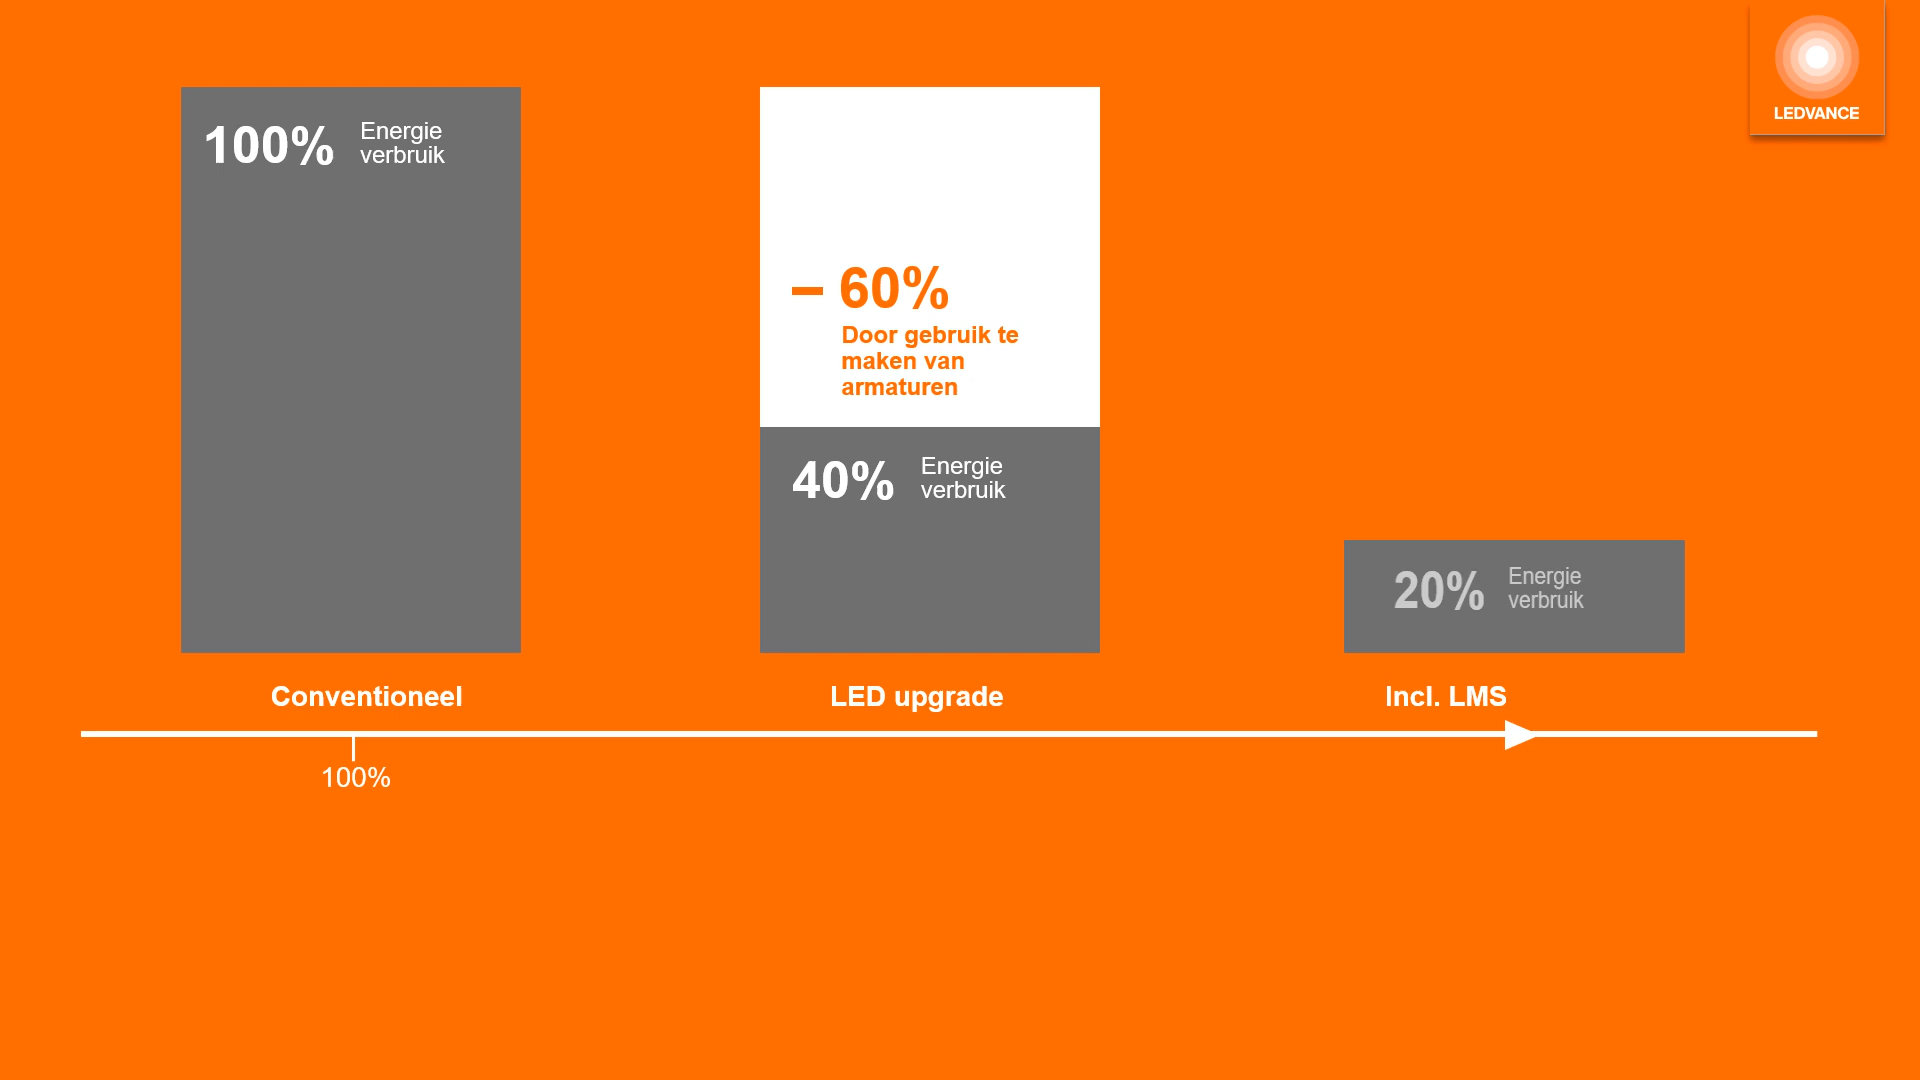 LEDVANCE
100%
Energie
verbruik
– 60%
Door gebruik te
maken van
armaturen
40%
Energie
verbruik
20%
Energie
verbruik
Conventioneel
LED upgrade
Incl. LMS
100%